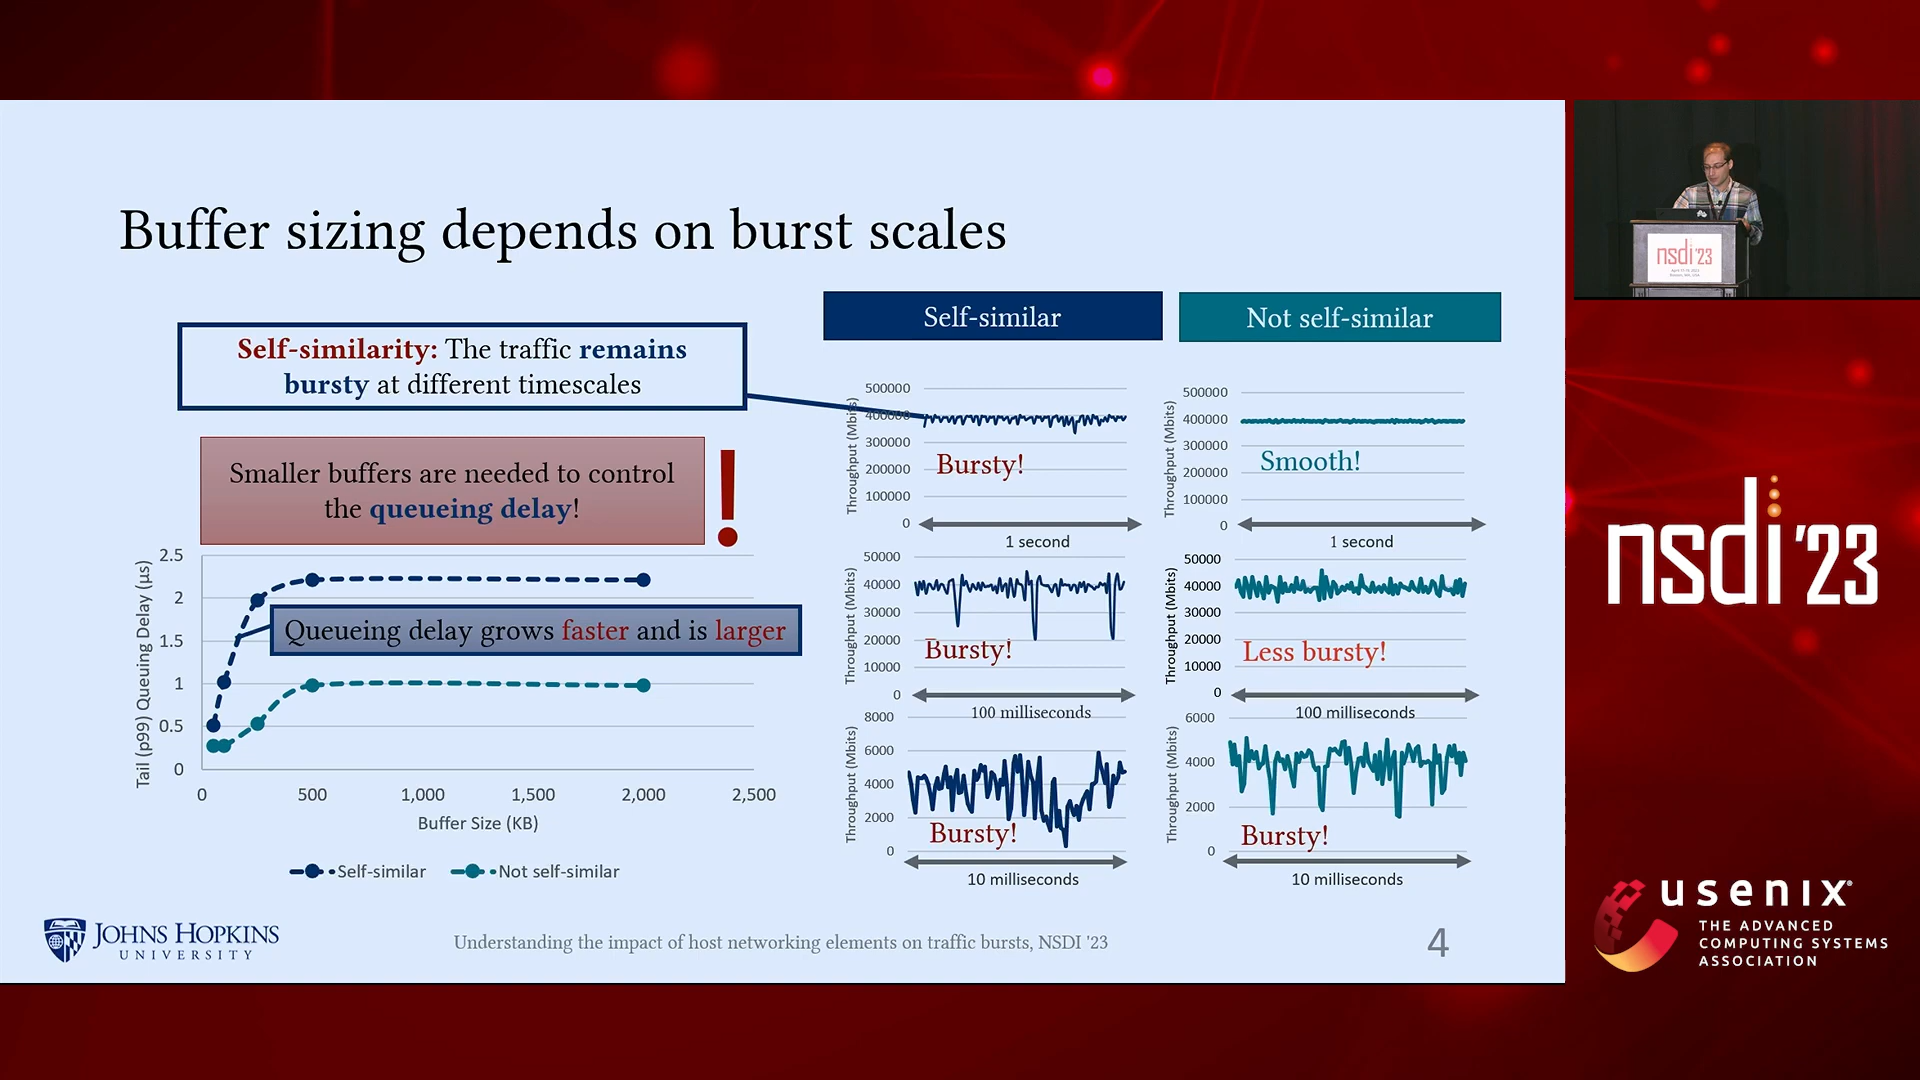 Buffer sizing depends on burst scales
Self-similarity: The traffic remains
bursty at different timescales
Smaller buffers are needed to control
the queueing delay!
!
Tail (p99) Queuing Delay (µs)
2.5
2
1.5
1
0.5
0
Queueing delay grows faster and is larger
0
500
1,000
1,500
2,000
2,500
Buffer Size (KB)
Self-similar
Not self-similar
Self-similar
Throughput (Mbits)
500000
400000
300000
200000
100000
0
Bursty!
1 second
Throughput (Mbits)
50000
40000
30000
20000
10000
0
Bursty!
100 milliseconds
Throughput (Mbits)
8000
6000
4000
2000
0
Bursty!
10 milliseconds
Not self-similar
Throughput (Mbits)
500000
400000
300000
200000
100000
0
Smooth!
1 second
Throughput (Mbits)
50000
40000
30000
20000
10000
0
Less bursty!
100 milliseconds
Throughput (Mbits)
6000
4000
2000
0
Bursty!
10 milliseconds
JOHNS HOPKINS
UNIVERSITY
Understanding the impact of host networking elements on traffic bursts, NSDI '23
4
nsdi '23
nsdi '23
usenix®
THE ADVANCED
COMPUTING SYSTEMS
ASSOCIATION